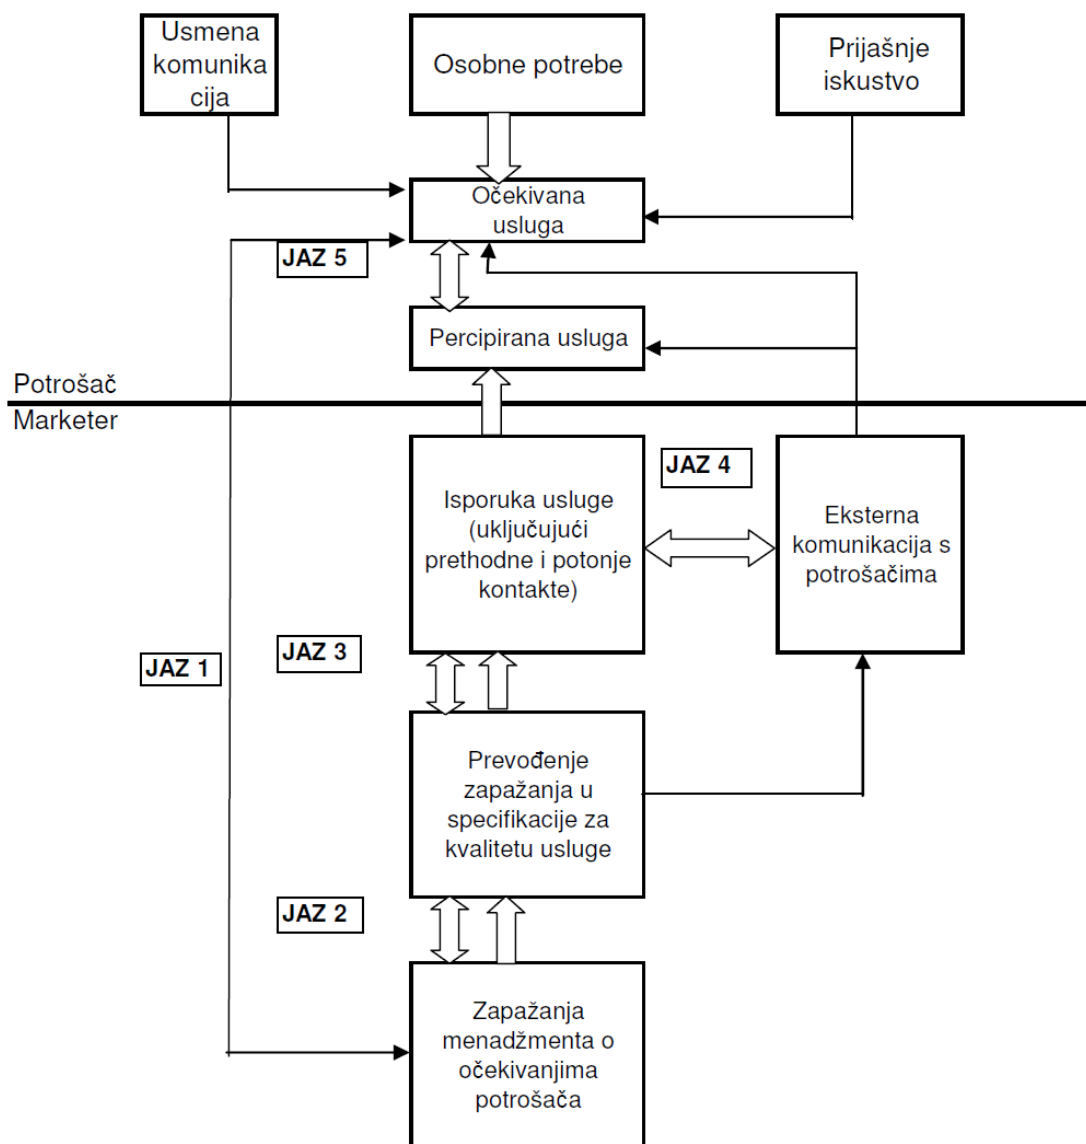 Usmena
komunika
cija
Osobne potrebe
Prijašnje
iskustvo
Očekivana
usluga
JAZ 5
Percipirana usluga
Potrošač
Marketer
JAZ 4
Isporuka usluge
(uključujući
prethodne i potonje
kontakte)
Eksterna
komunikacija s
potrošačima
JAZ 3
JAZ 1
Prevođenje
zapažanja u
specifikacije za
kvalitetu usluge
JAZ 2
Zapažanja
menadžmenta o
očekivanjima
potrošača